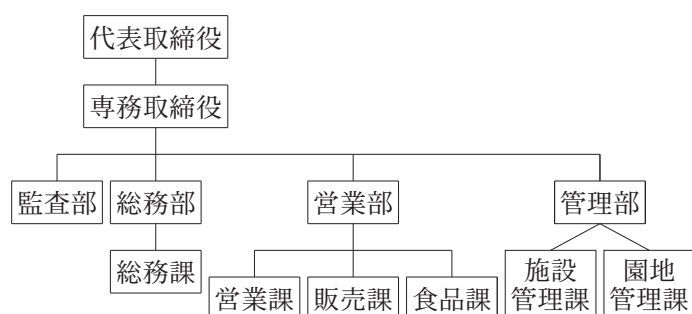 代表取締役
専務取締役
監査部
総務部
営業部
管理部
総務課
営業課
販売課
食品課
施設
管理課
園地
管理課